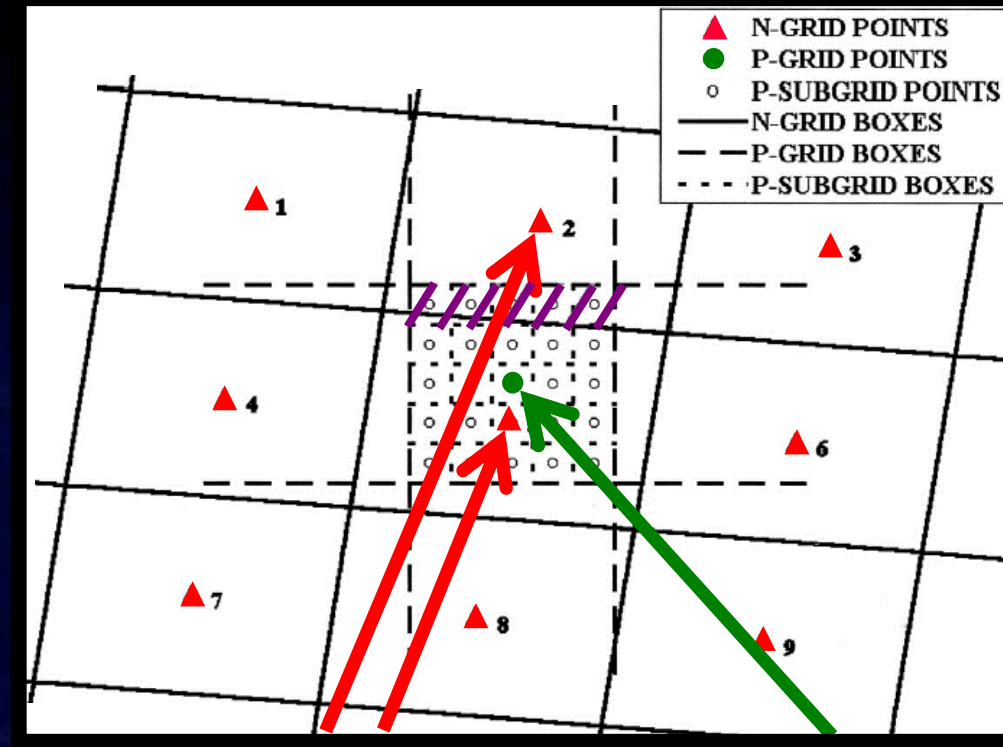 N-GRID POINTS
P-GRID POINTS
P-SUBGRID POINTS
N-GRID BOXES
P-GRID BOXES
P-SUBGRID BOXES
1
2
3
4
6
7
8
9